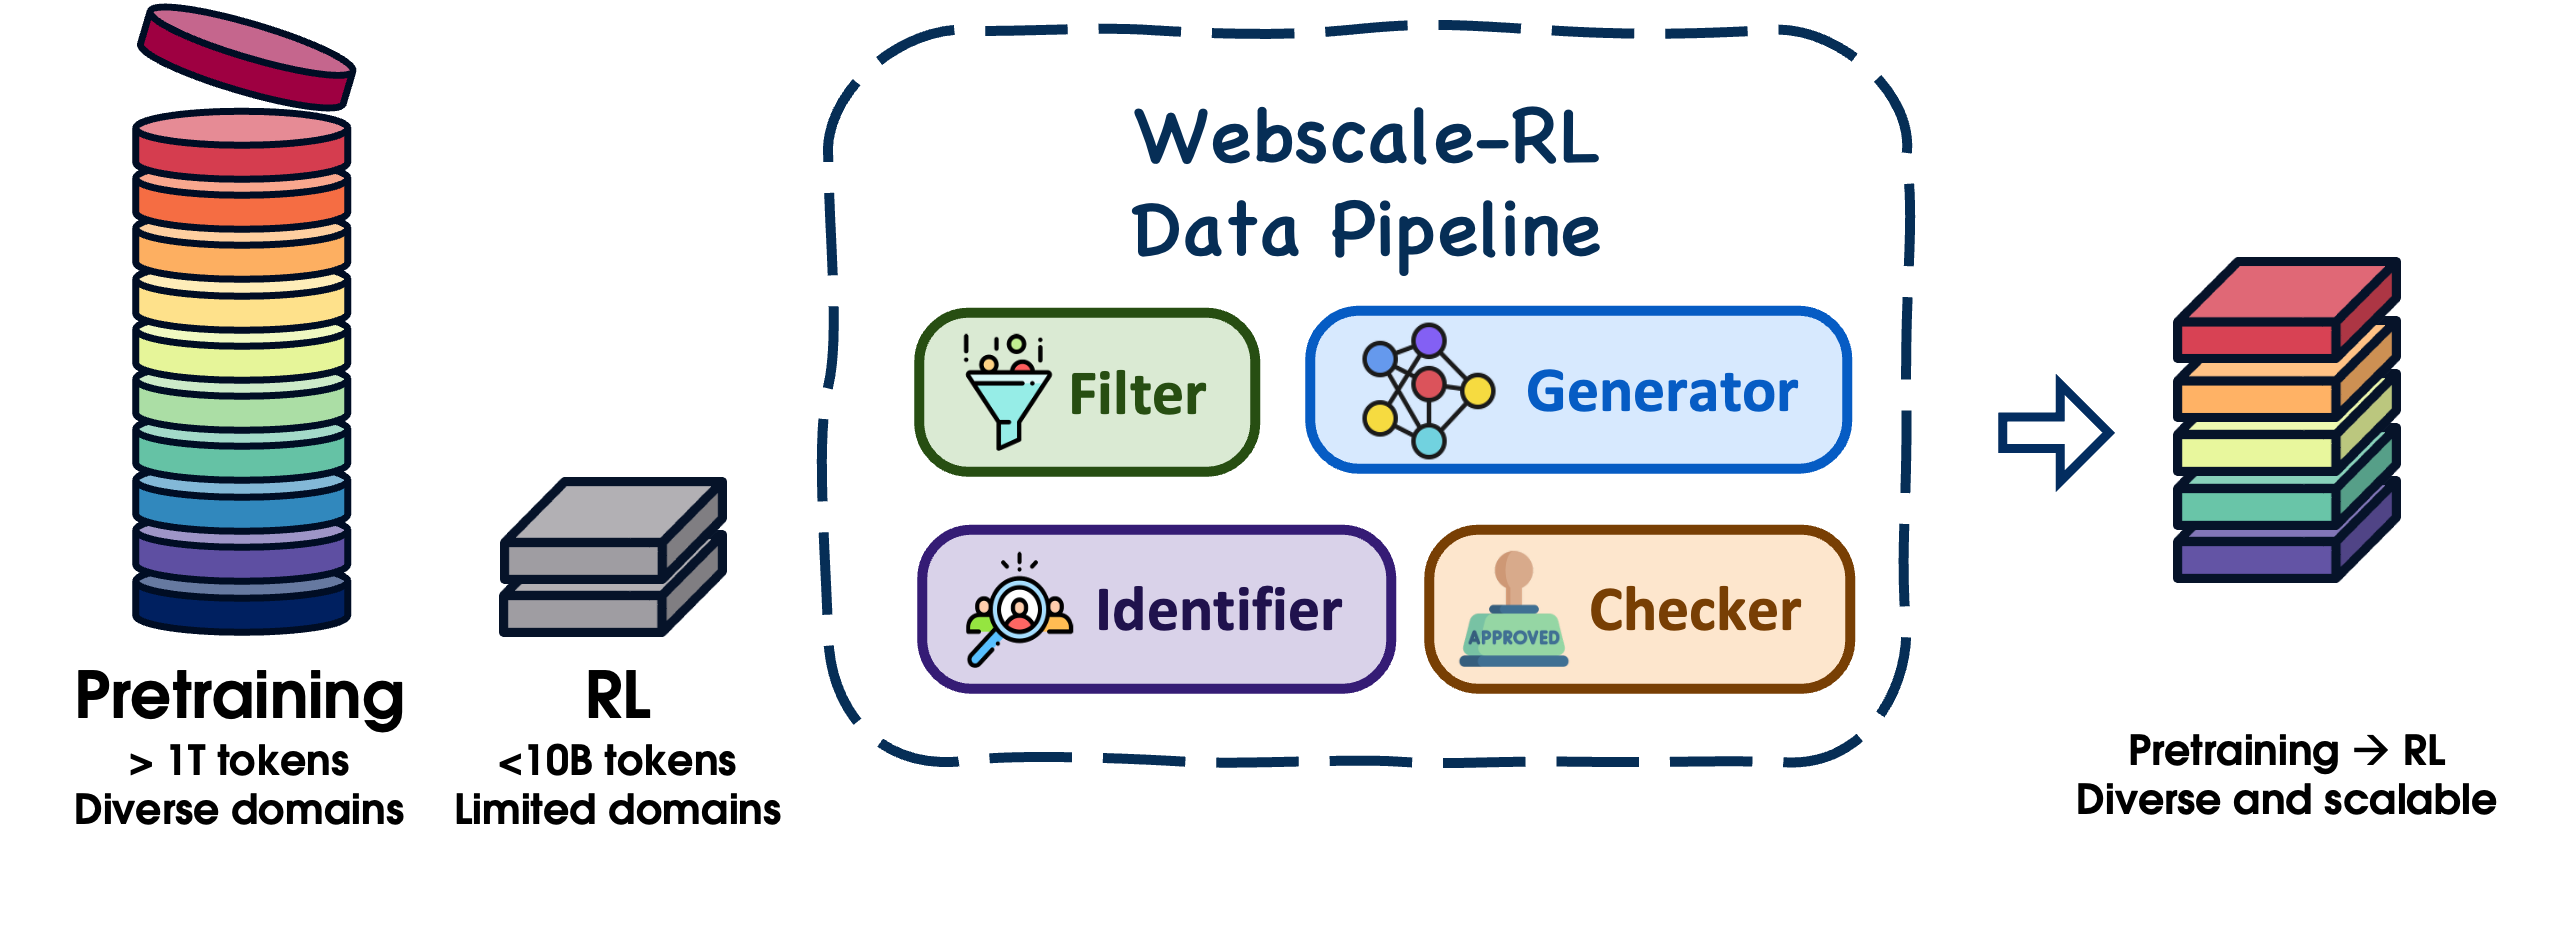 Webscale-RL
Data Pipeline
Filter
Generator
Identifier
APPROVED
Checker
Pretraining
> 1T tokens
Diverse domains
RL
<10B tokens
Limited domains
Pretraining → RL
Diverse and scalable